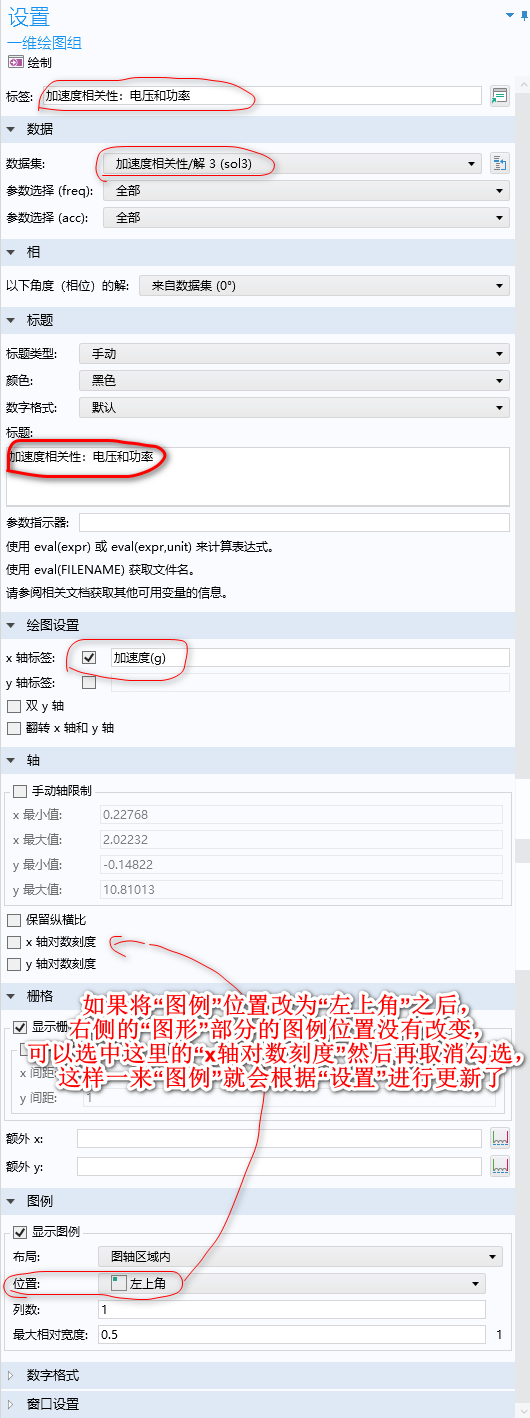 设置
一维绘图组
绘制
标签: 加速度相关性：电压和功率
数据
数据集: 加速度相关性/解 3 (sol3)
参数选择 (freq): 全部
参数选择 (acc): 全部
相
以下角度（相位）的解: 来自数据集 (0°)
标题
标题类型: 手动
颜色: 黑色
数字格式: 默认
标题:
加速度相关性：电压和功率
参数指示器:
使用 eval(expr) 或 eval(expr,unit) 来计算表达式。
使用 eval(FILENAME) 获取文件名。
请参阅相关文档获取其他可用变量的信息。
绘图设置
x 轴标签: 加速度(g)
y 轴标签:
双 y 轴
翻转 x 轴和 y 轴
轴
手动轴限制
x 最小值: 0.22768
x 最大值: 2.02232
y 最小值: -0.14822
y 最大值: 10.81013
保留纵横比
x 轴对数刻度
y 轴对数刻度
栅格
如果将“图例”位置改为“左上角”之后，
显示栅
右侧的“图形”部分的图例位置没有改变，
可以选中这里的“x轴对数刻度”然后再取消勾选，
x 间
这样一来“图例”就会根据“设置”进行更新了
y 间距: 1
额外 x:
额外 y:
图例
显示图例
布局: 图轴区域内
位置: 左上角
列数: 1
最大相对宽度: 0.5 1
数字格式
窗口设置